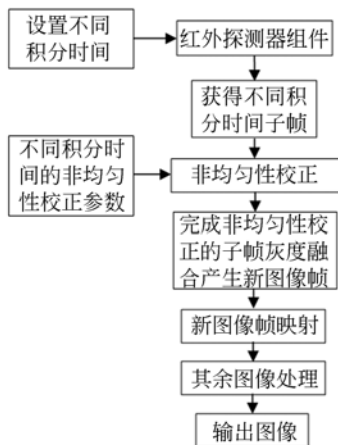 设置不同
积分时间
红外探测器组件
获得不同积
分时间子帧
不同积分时
间的非均匀
性校正参数
非均匀性校正
完成非均匀性校
正的子帧灰度融
合产生新图像帧
新图像帧映射
其余图像处理
输出图像